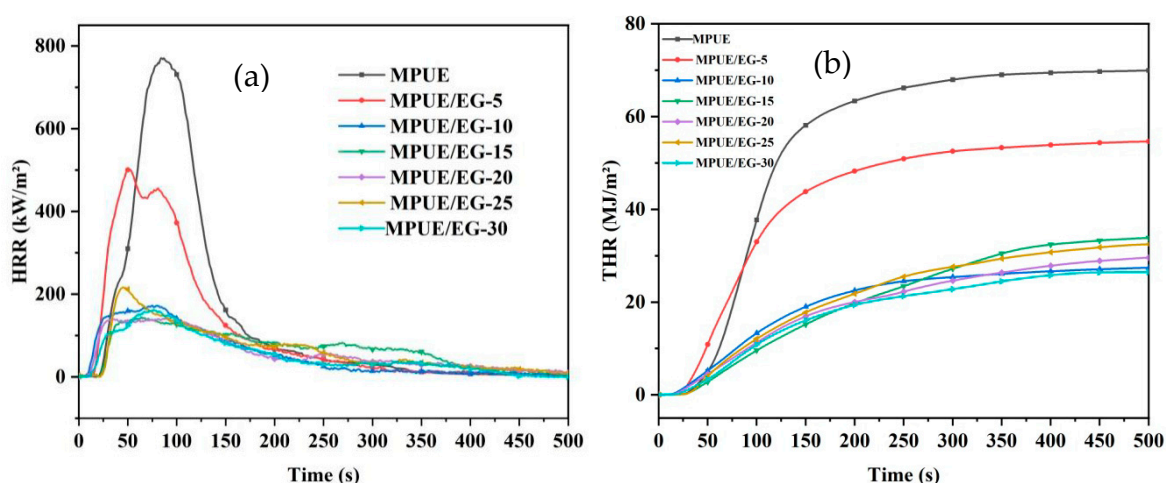 (a)
MPUE
MPUE/EG-5
MPUE/EG-10
MPUE/EG-15
MPUE/EG-20
MPUE/EG-25
MPUE/EG-30
HRR (kW/m²)
800
600
400
200
0
0 50 100 150 200 250 300 350 400 450 500
Time (s)
(b)
MPUE
MPUE/EG-5
MPUE/EG-10
MPUE/EG-15
MPUE/EG-20
MPUE/EG-25
MPUE/EG-30
THR (MJ/m²)
80
60
40
20
0
0 50 100 150 200 250 300 350 400 450 500
Time (s)